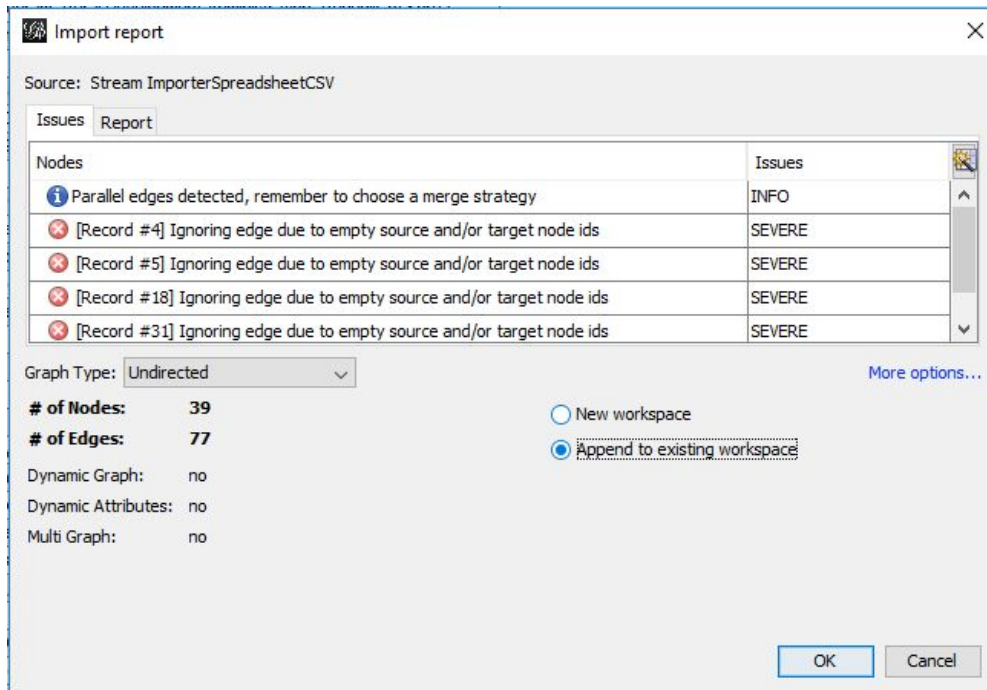 Import report
Source: Stream ImporterSpreadsheetCSV
Issues Report
Nodes Issues
Parallel edges detected, remember to choose a merge strategy INFO
[Record #4] Ignoring edge due to empty source and/or target node ids SEVERE
[Record #5] Ignoring edge due to empty source and/or target node ids SEVERE
[Record #18] Ignoring edge due to empty source and/or target node ids SEVERE
[Record #31] Ignoring edge due to empty source and/or target node ids SEVERE
Graph Type: Undirected More options...
# of Nodes: 39 New workspace
# of Edges: 77 Append to existing workspace
Dynamic Graph: no
Dynamic Attributes: no
Multi Graph: no
OK Cancel